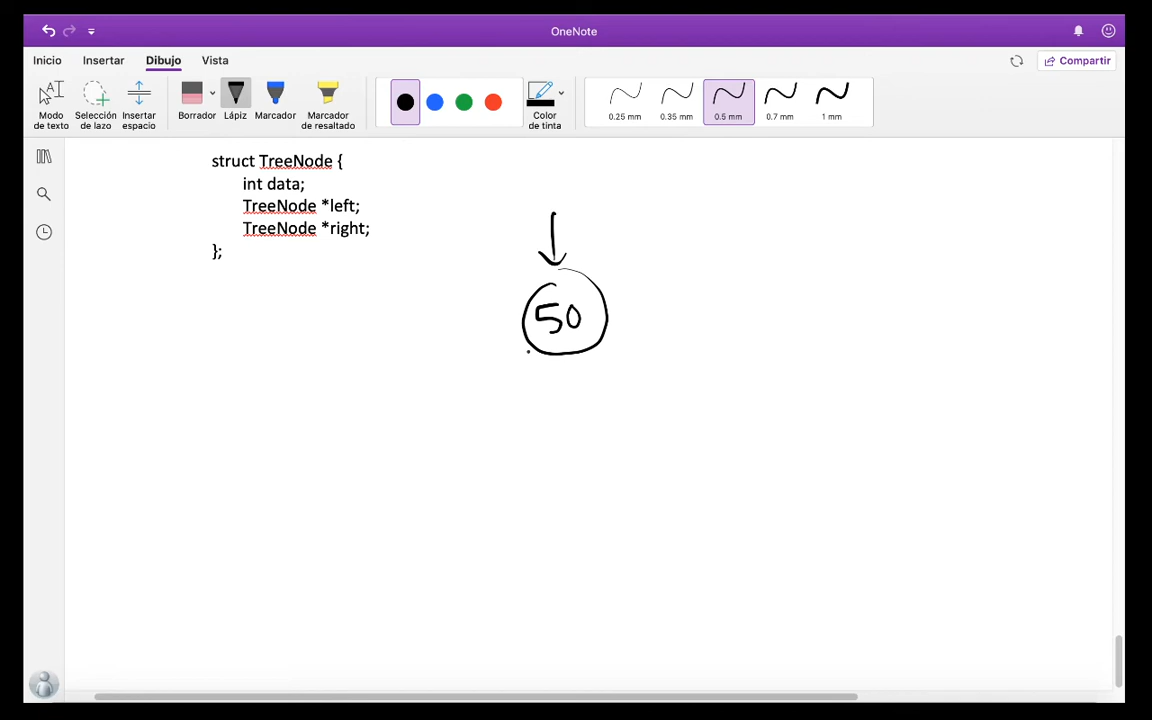 OneNote
Inicio Insertar Dibujo Vista
Compartir
Modo de texto
Selección de lazo
Insertar espacio
Borrador
Lápiz
Marcador
Marcador de resaltado
Color de tinta
0.25 mm
0.35 mm
0.5 mm
0.7 mm
1 mm
struct TreeNode {
int data;
TreeNode *left;
TreeNode *right;
};
50